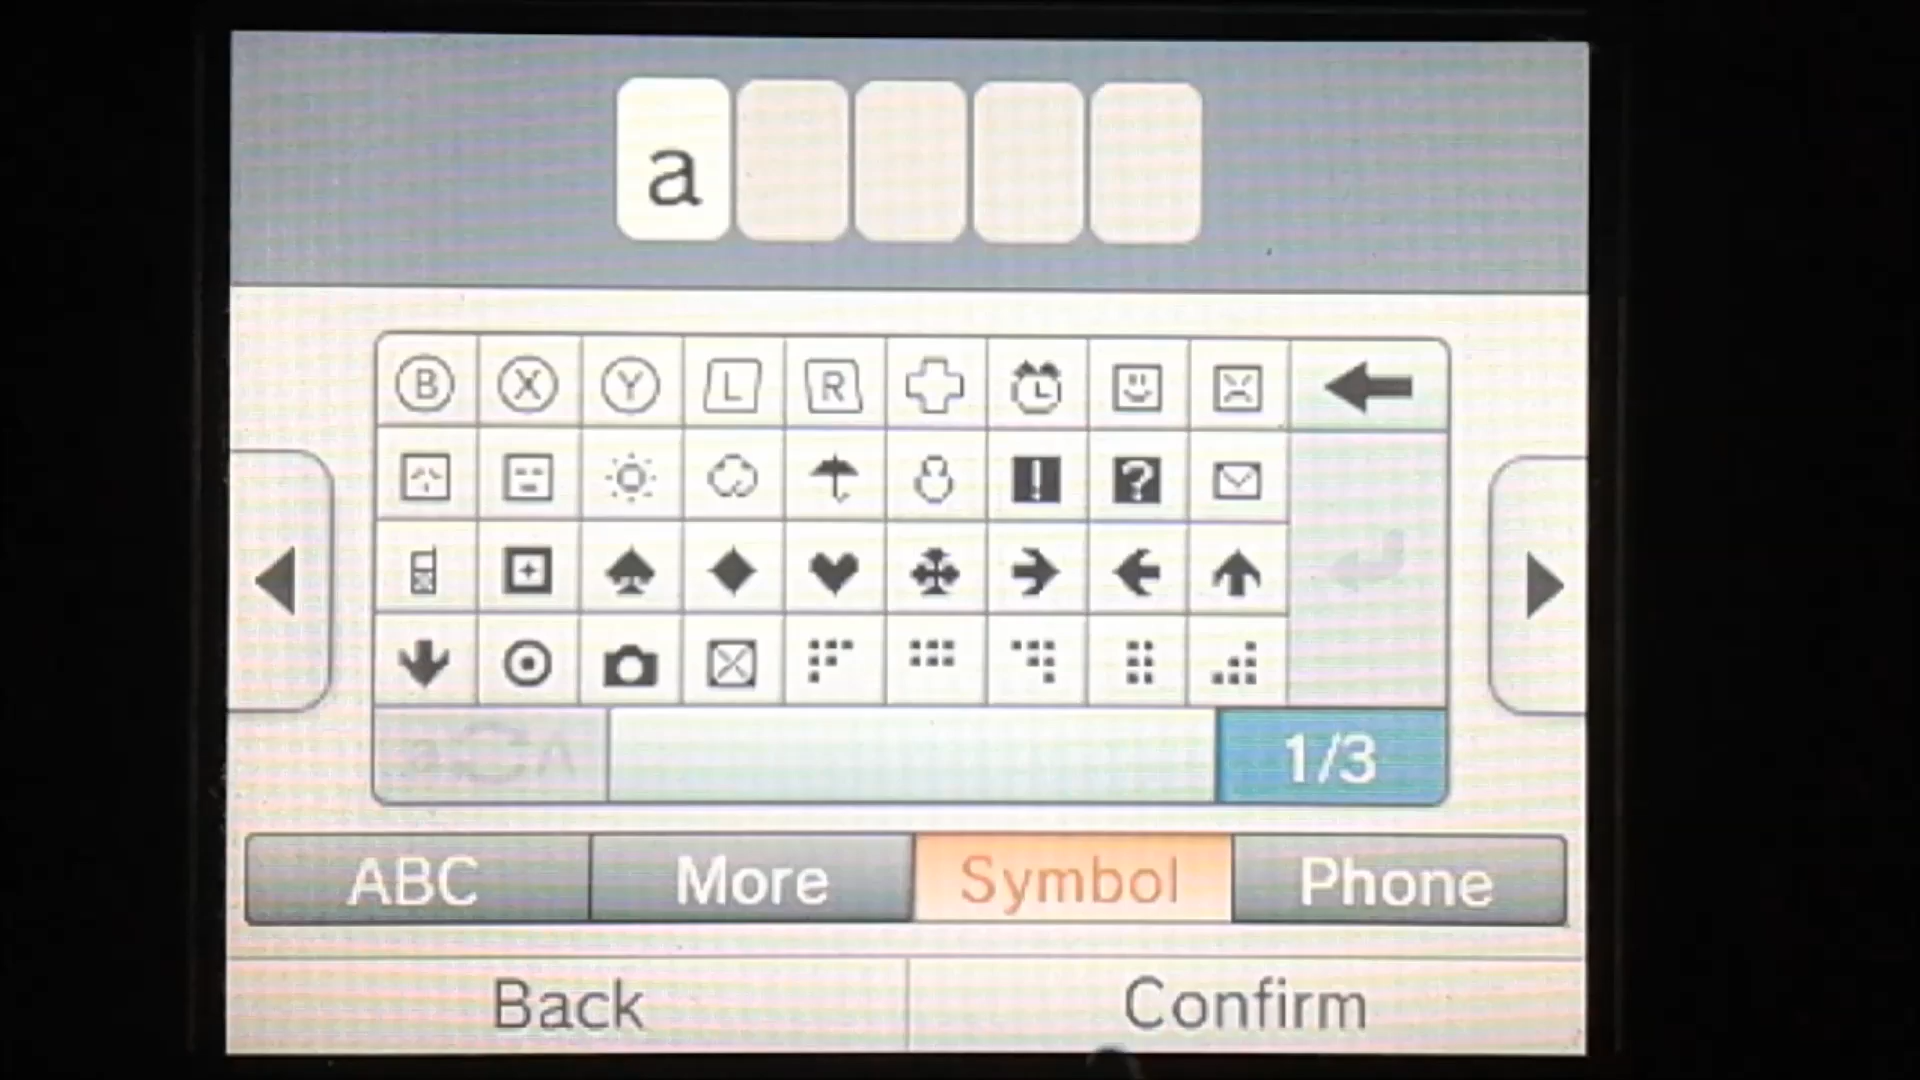 a
B X Y L R
! ?
1/3
ABC More Symbol Phone
Back Confirm